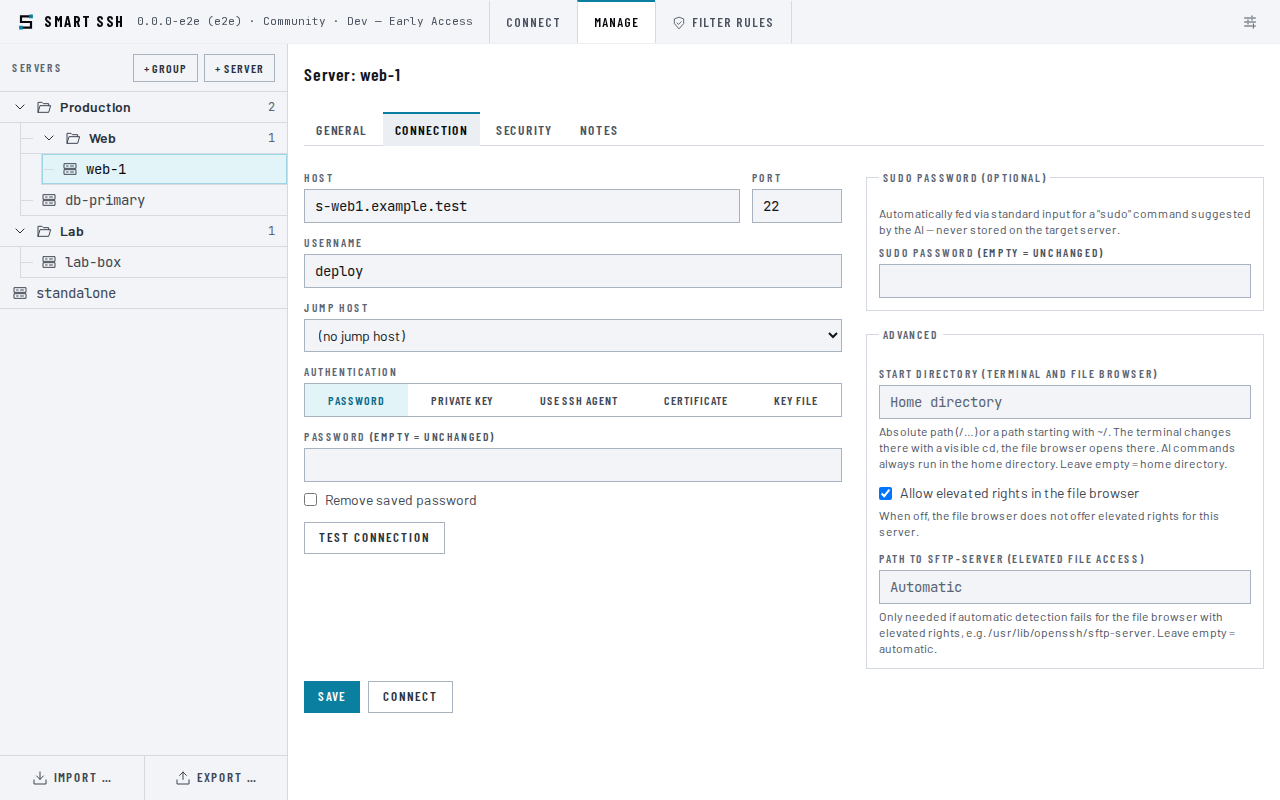 SMART SSH 0.0.0-e2e (e2e) · Community · Dev — Early Access CONNECT MANAGE FILTER RULES
SERVERS + GROUP + SERVER
Production 2
Web 1
web-1
db-primary
Lab 1
lab-box
standalone
IMPORT ... EXPORT ...
Server: web-1
GENERAL CONNECTION SECURITY NOTES
HOST PORT
s-web1.example.test 22
USERNAME
deploy
JUMP HOST
(no jump host)
AUTHENTICATION
PASSWORD PRIVATE KEY USE SSH AGENT CERTIFICATE KEY FILE
PASSWORD (EMPTY = UNCHANGED)
Remove saved password
TEST CONNECTION
SUDO PASSWORD (OPTIONAL)
Automatically fed via standard input for a "sudo" command suggested
by the AI — never stored on the target server.
SUDO PASSWORD (EMPTY = UNCHANGED)
ADVANCED
START DIRECTORY (TERMINAL AND FILE BROWSER)
Home directory
Absolute path (/...) or a path starting with ~/. The terminal changes
there with a visible cd, the file browser opens there. AI commands
always run in the home directory. Leave empty = home directory.
Allow elevated rights in the file browser
When off, the file browser does not offer elevated rights for this
server.
PATH TO SFTP-SERVER (ELEVATED FILE ACCESS)
Automatic
Only needed if automatic detection fails for the file browser with
elevated rights, e.g. /usr/lib/openssh/sftp-server. Leave empty =
automatic.
SAVE CONNECT